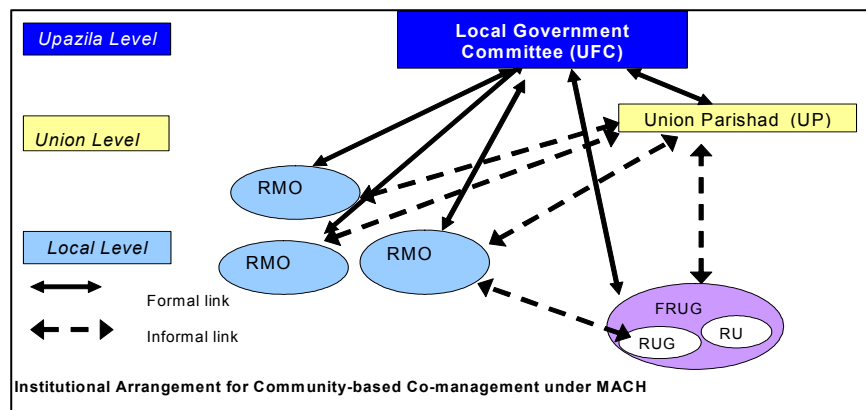 Upazila Level
Local Government
Committee (UFC)
Union Parishad (UP)
Union Level
RMO
Local Level
RMO
RMO
Formal link
Informal link
FRUG
RUG
RU
Institutional Arrangement for Community-based Co-management under MACH